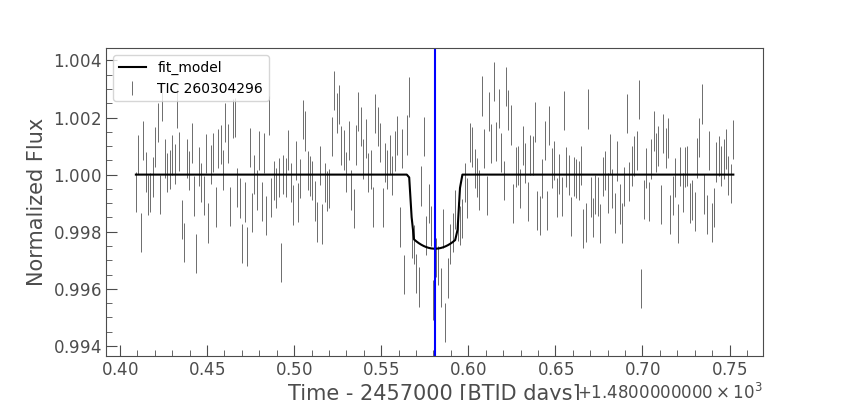 1.004
1.002
1.000
0.998
0.996
0.994
Normalized Flux
fit_model
TIC 260304296
0.40 0.45 0.50 0.55 0.60 0.65 0.70 0.75
Time - 2457000 [BTJD days]
+1.4800000000 × 10³